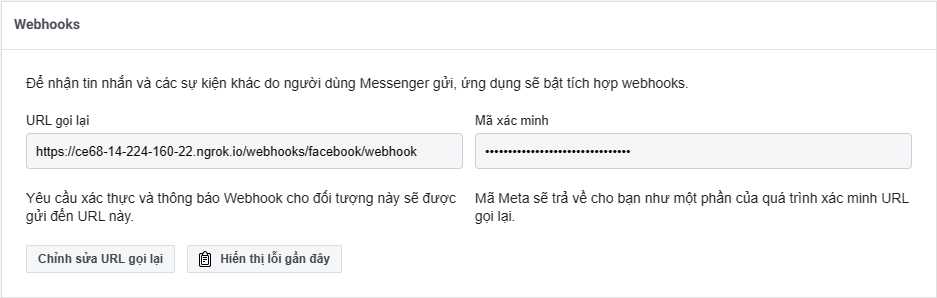 Webhooks
Để nhận tin nhắn và các sự kiện khác do người dùng Messenger gửi, ứng dụng sẽ bật tích hợp webhooks.
URL gọi lại
https://ce68-14-224-160-22.ngrok.io/webhooks/facebook/webhook
Yêu cầu xác thực và thông báo Webhook cho đối tượng này sẽ được
gửi đến URL này.
Mã xác minh
••••••••••••••••••••••••••••••••
Mã Meta sẽ trả về cho bạn như một phần của quá trình xác minh URL
gọi lại.
Chỉnh sửa URL gọi lại
Hiển thị lỗi gần đây